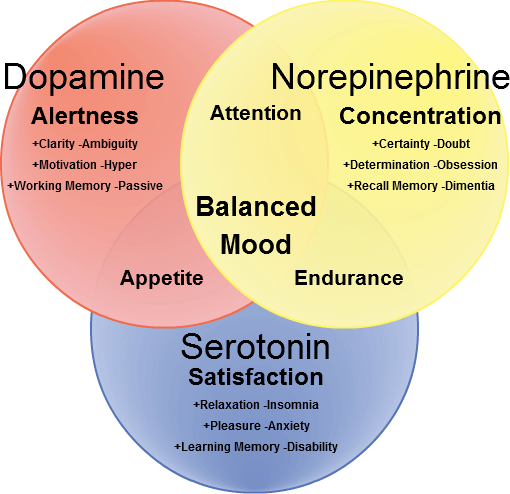 Dopamine
Alertness
+Clarity -Ambiguity
+Motivation -Hyper
+Working Memory -Passive
Attention
Norepinephrine
Concentration
+Certainty -Doubt
+Determination -Obsession
+Recall Memory -Dimentia
Balanced
Mood
Appetite
Endurance
Serotonin
Satisfaction
+Relaxation -Insomnia
+Pleasure -Anxiety
+Learning Memory -Disability